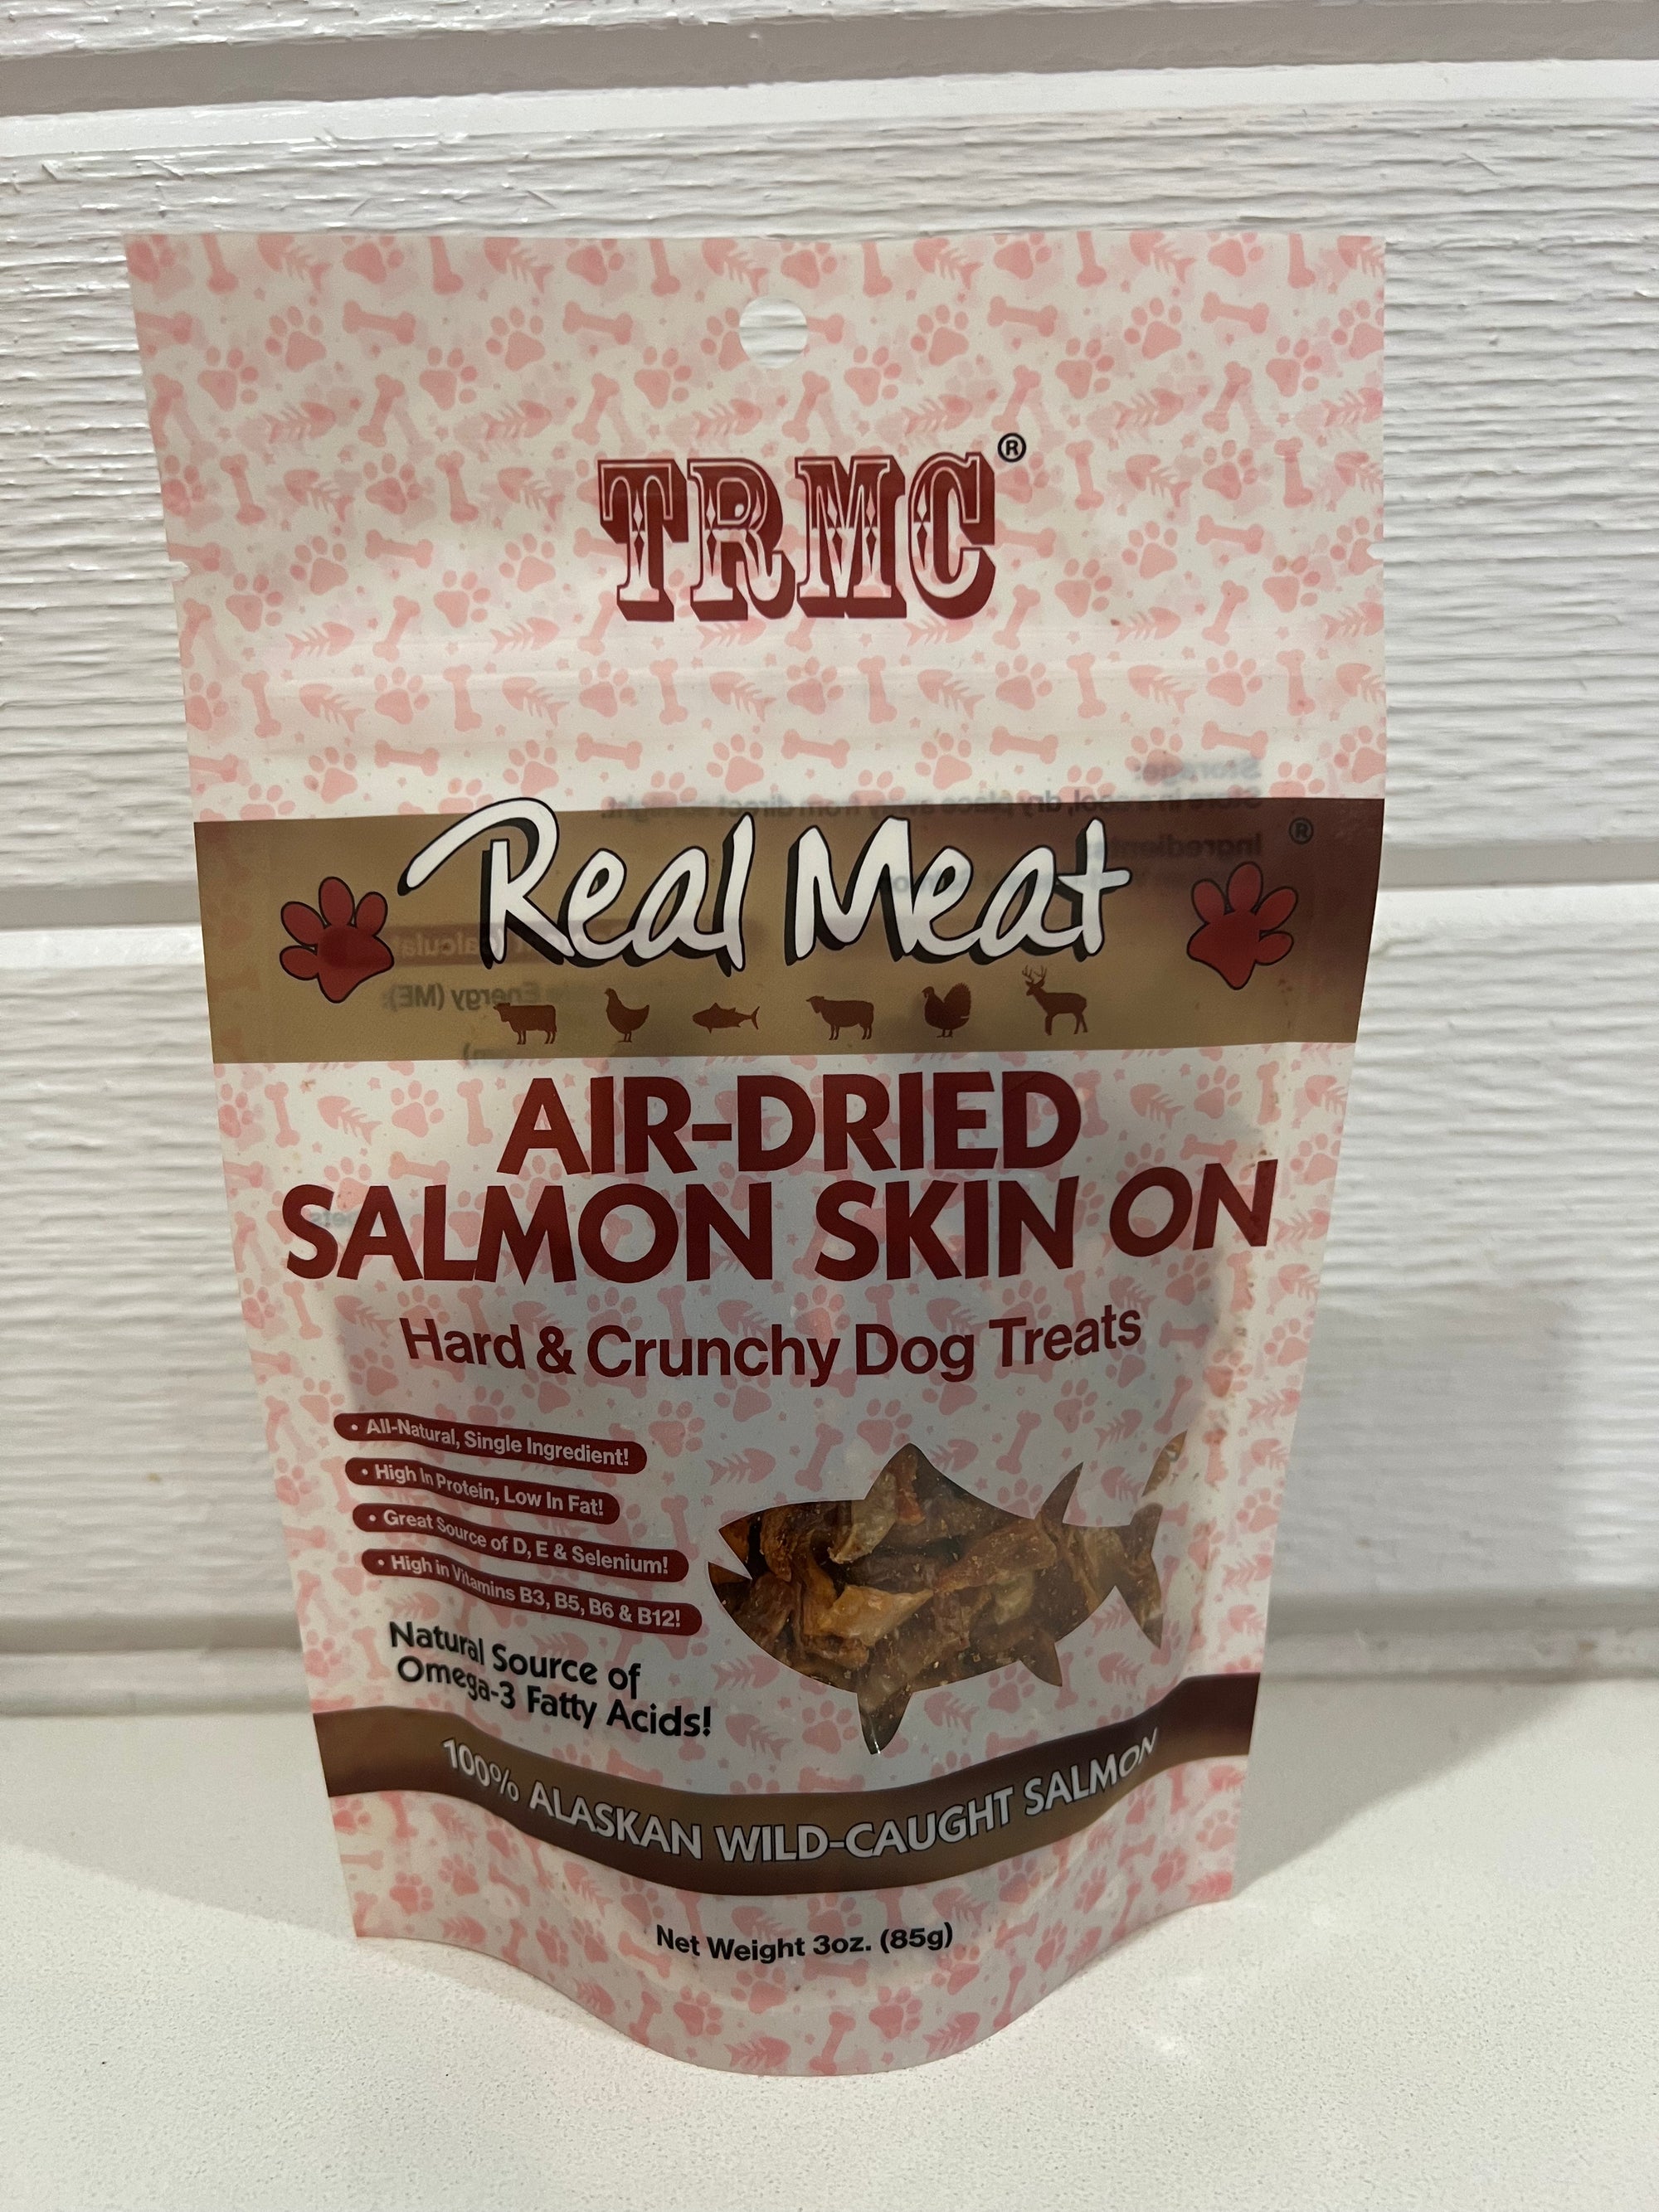 TRMC®
Real Meat®
AIR-DRIED
SALMON SKIN ON
Hard & Crunchy Dog Treats
• All-Natural, Single Ingredient!
• High In Protein, Low In Fat!
• Great Source of D, E & Selenium!
• High in Vitamins B3, B5, B6 & B12!
Natural Source of
Omega-3 Fatty Acids!
100% ALASKAN WILD-CAUGHT SALMON
Net Weight 3oz. (85g)